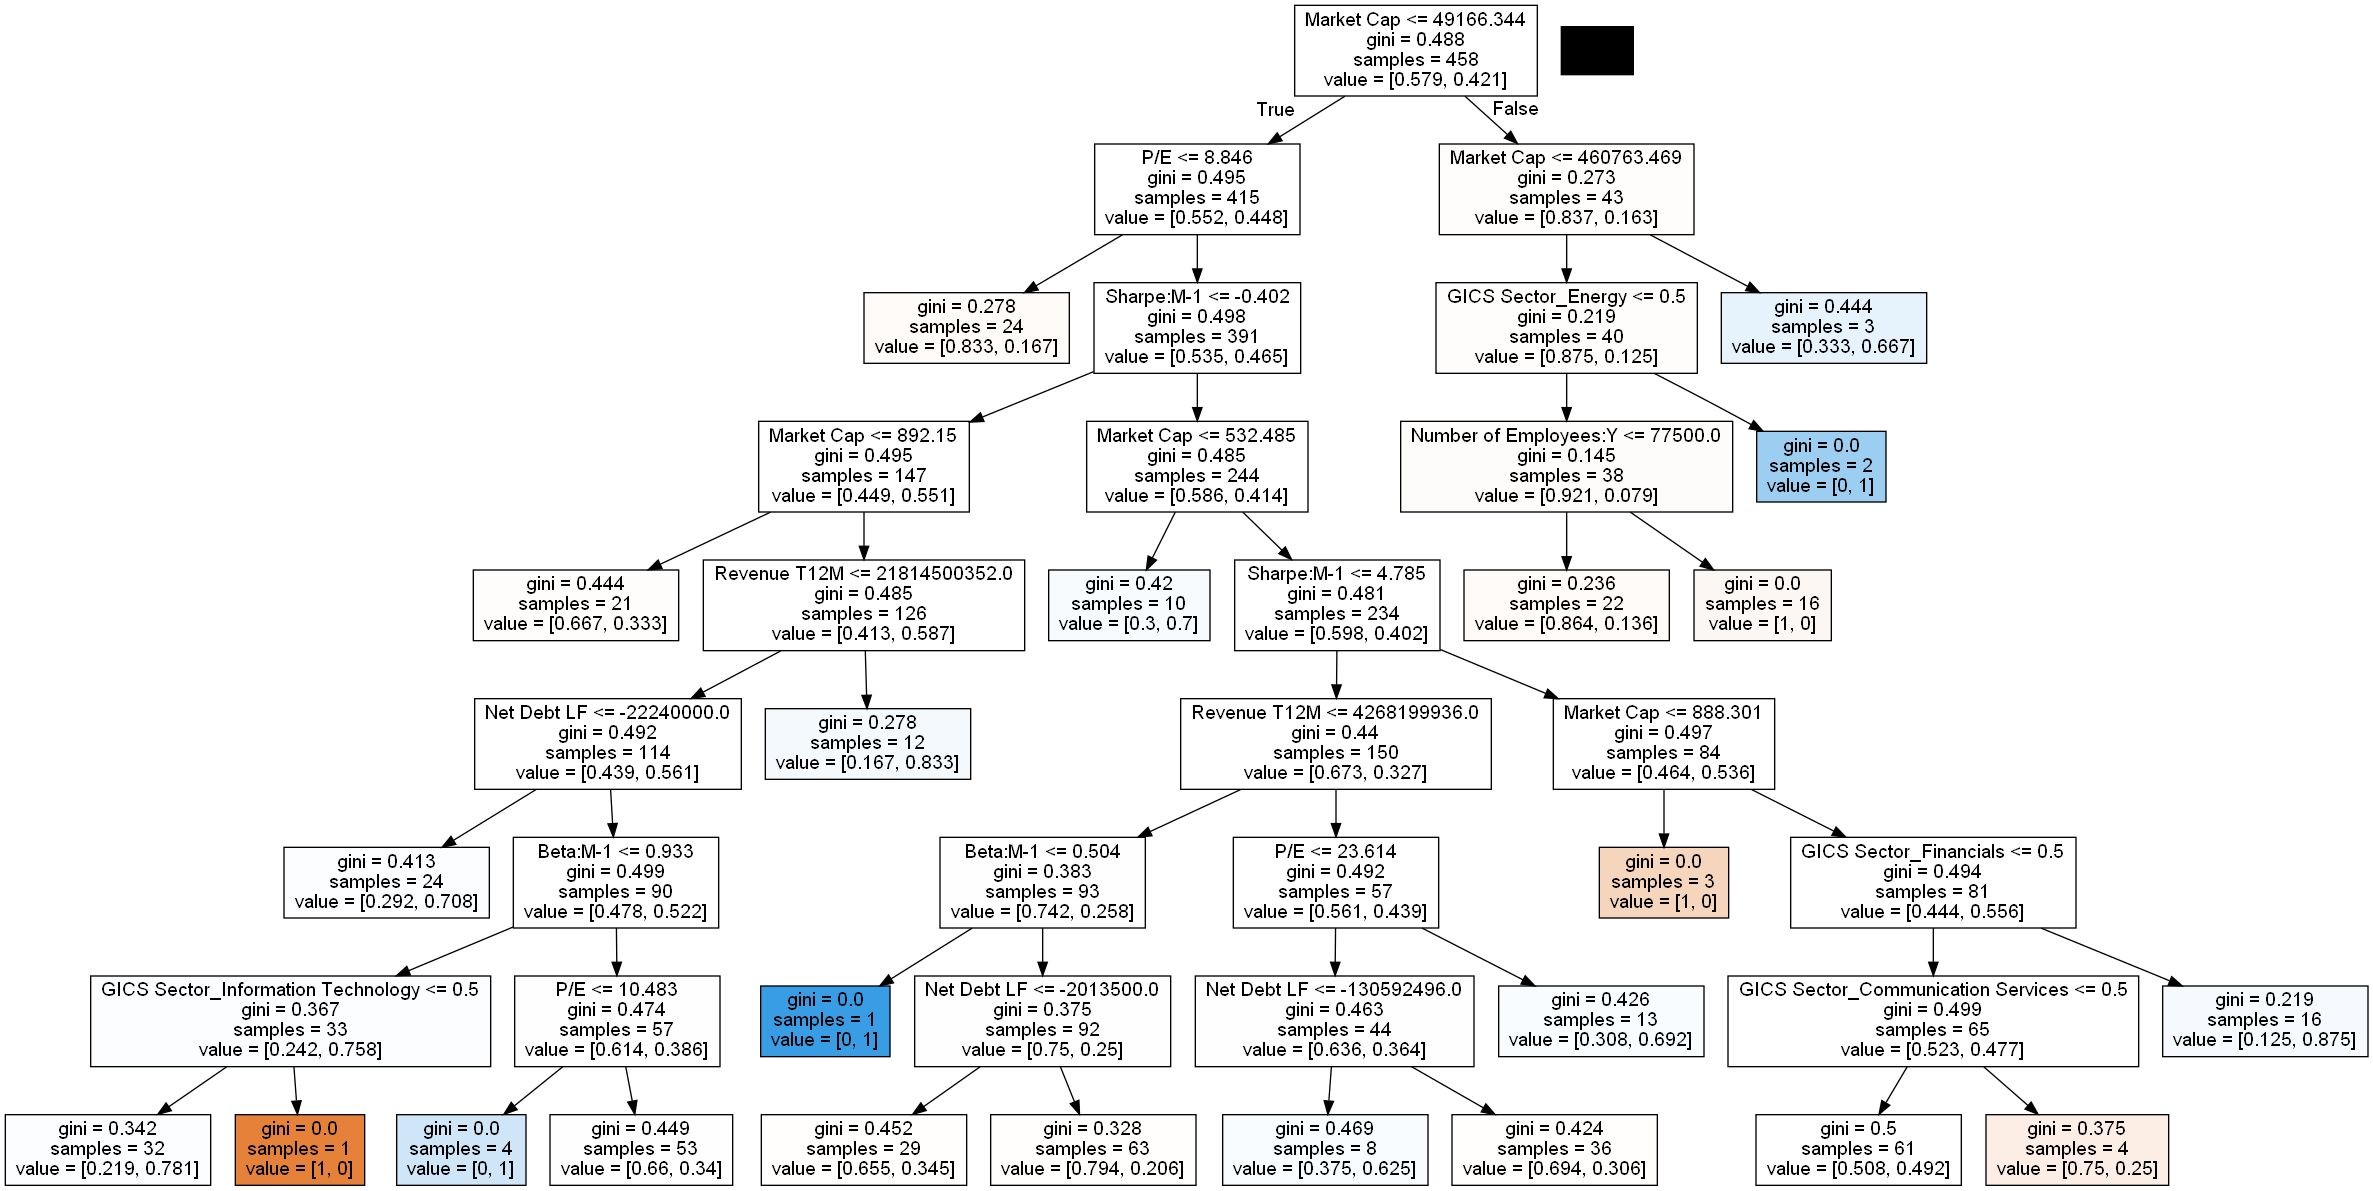 Market Cap <= 49166.344
gini = 0.488
samples = 458
value = [0.579, 0.421]
True
False
P/E <= 8.846
gini = 0.495
samples = 415
value = [0.552, 0.448]
Market Cap <= 460763.469
gini = 0.273
samples = 43
value = [0.837, 0.163]
gini = 0.278
samples = 24
value = [0.833, 0.167]
Sharpe:M-1 <= -0.402
gini = 0.498
samples = 391
value = [0.535, 0.465]
GICS Sector_Energy <= 0.5
gini = 0.219
samples = 40
value = [0.875, 0.125]
gini = 0.444
samples = 3
value = [0.333, 0.667]
Market Cap <= 892.15
gini = 0.495
samples = 147
value = [0.449, 0.551]
Market Cap <= 532.485
gini = 0.485
samples = 244
value = [0.586, 0.414]
Number of Employees:Y <= 77500.0
gini = 0.145
samples = 38
value = [0.921, 0.079]
gini = 0.0
samples = 2
value = [0, 1]
gini = 0.444
samples = 21
value = [0.667, 0.333]
Revenue T12M <= 21814500352.0
gini = 0.485
samples = 126
value = [0.413, 0.587]
gini = 0.42
samples = 10
value = [0.3, 0.7]
Sharpe:M-1 <= 4.785
gini = 0.481
samples = 234
value = [0.598, 0.402]
gini = 0.236
samples = 22
value = [0.864, 0.136]
gini = 0.0
samples = 16
value = [1, 0]
Net Debt LF <= -22240000.0
gini = 0.492
samples = 114
value = [0.439, 0.561]
gini = 0.278
samples = 12
value = [0.167, 0.833]
Revenue T12M <= 4268199936.0
gini = 0.44
samples = 150
value = [0.673, 0.327]
Market Cap <= 888.301
gini = 0.497
samples = 84
value = [0.464, 0.536]
gini = 0.413
samples = 24
value = [0.292, 0.708]
Beta:M-1 <= 0.933
gini = 0.499
samples = 90
value = [0.478, 0.522]
Beta:M-1 <= 0.504
gini = 0.383
samples = 93
value = [0.742, 0.258]
P/E <= 23.614
gini = 0.492
samples = 57
value = [0.561, 0.439]
gini = 0.0
samples = 3
value = [1, 0]
GICS Sector_Financials <= 0.5
gini = 0.494
samples = 81
value = [0.444, 0.556]
GICS Sector_Information Technology <= 0.5
gini = 0.367
samples = 33
value = [0.242, 0.758]
P/E <= 10.483
gini = 0.474
samples = 57
value = [0.614, 0.386]
gini = 0.0
samples = 1
value = [0, 1]
Net Debt LF <= -2013500.0
gini = 0.375
samples = 92
value = [0.75, 0.25]
Net Debt LF <= -130592496.0
gini = 0.463
samples = 44
value = [0.636, 0.364]
gini = 0.426
samples = 13
value = [0.308, 0.692]
GICS Sector_Communication Services <= 0.5
gini = 0.499
samples = 65
value = [0.523, 0.477]
gini = 0.219
samples = 16
value = [0.125, 0.875]
gini = 0.342
samples = 32
value = [0.219, 0.781]
gini = 0.0
samples = 1
value = [1, 0]
gini = 0.0
samples = 4
value = [0, 1]
gini = 0.449
samples = 53
value = [0.66, 0.34]
gini = 0.452
samples = 29
value = [0.655, 0.345]
gini = 0.328
samples = 63
value = [0.794, 0.206]
gini = 0.469
samples = 8
value = [0.375, 0.625]
gini = 0.424
samples = 36
value = [0.694, 0.306]
gini = 0.5
samples = 61
value = [0.508, 0.492]
gini = 0.375
samples = 4
value = [0.75, 0.25]